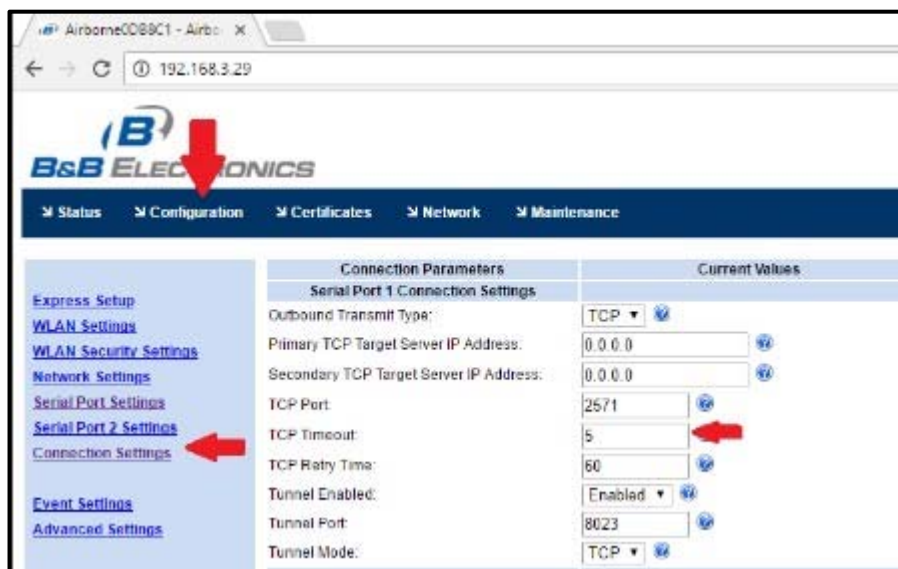 Airborne0DB8C1 - Airb
192.168.3.29
B
B&B ELEC ONICS
Status Configuration Certificates Network Maintenance
Connection Parameters Current Values
Serial Port 1 Connection Settings
Express Setup
WLAN Settings
WLAN Security Settings
Network Settings
Serial Port Settings
Serial Port 2 Settings
Connection Settings
Event Settings
Advanced Settings
Outbound Transmit Type: TCP
Primary TCP Target Server IP Address: 0.0.0.0
Secondary TCP Target Server IP Address: 0.0.0.0
TCP Port: 2571
TCP Timeout: 5
TCP Retry Time: 60
Tunnel Enabled: Enabled
Tunnel Port: 8023
Tunnel Mode: TCP